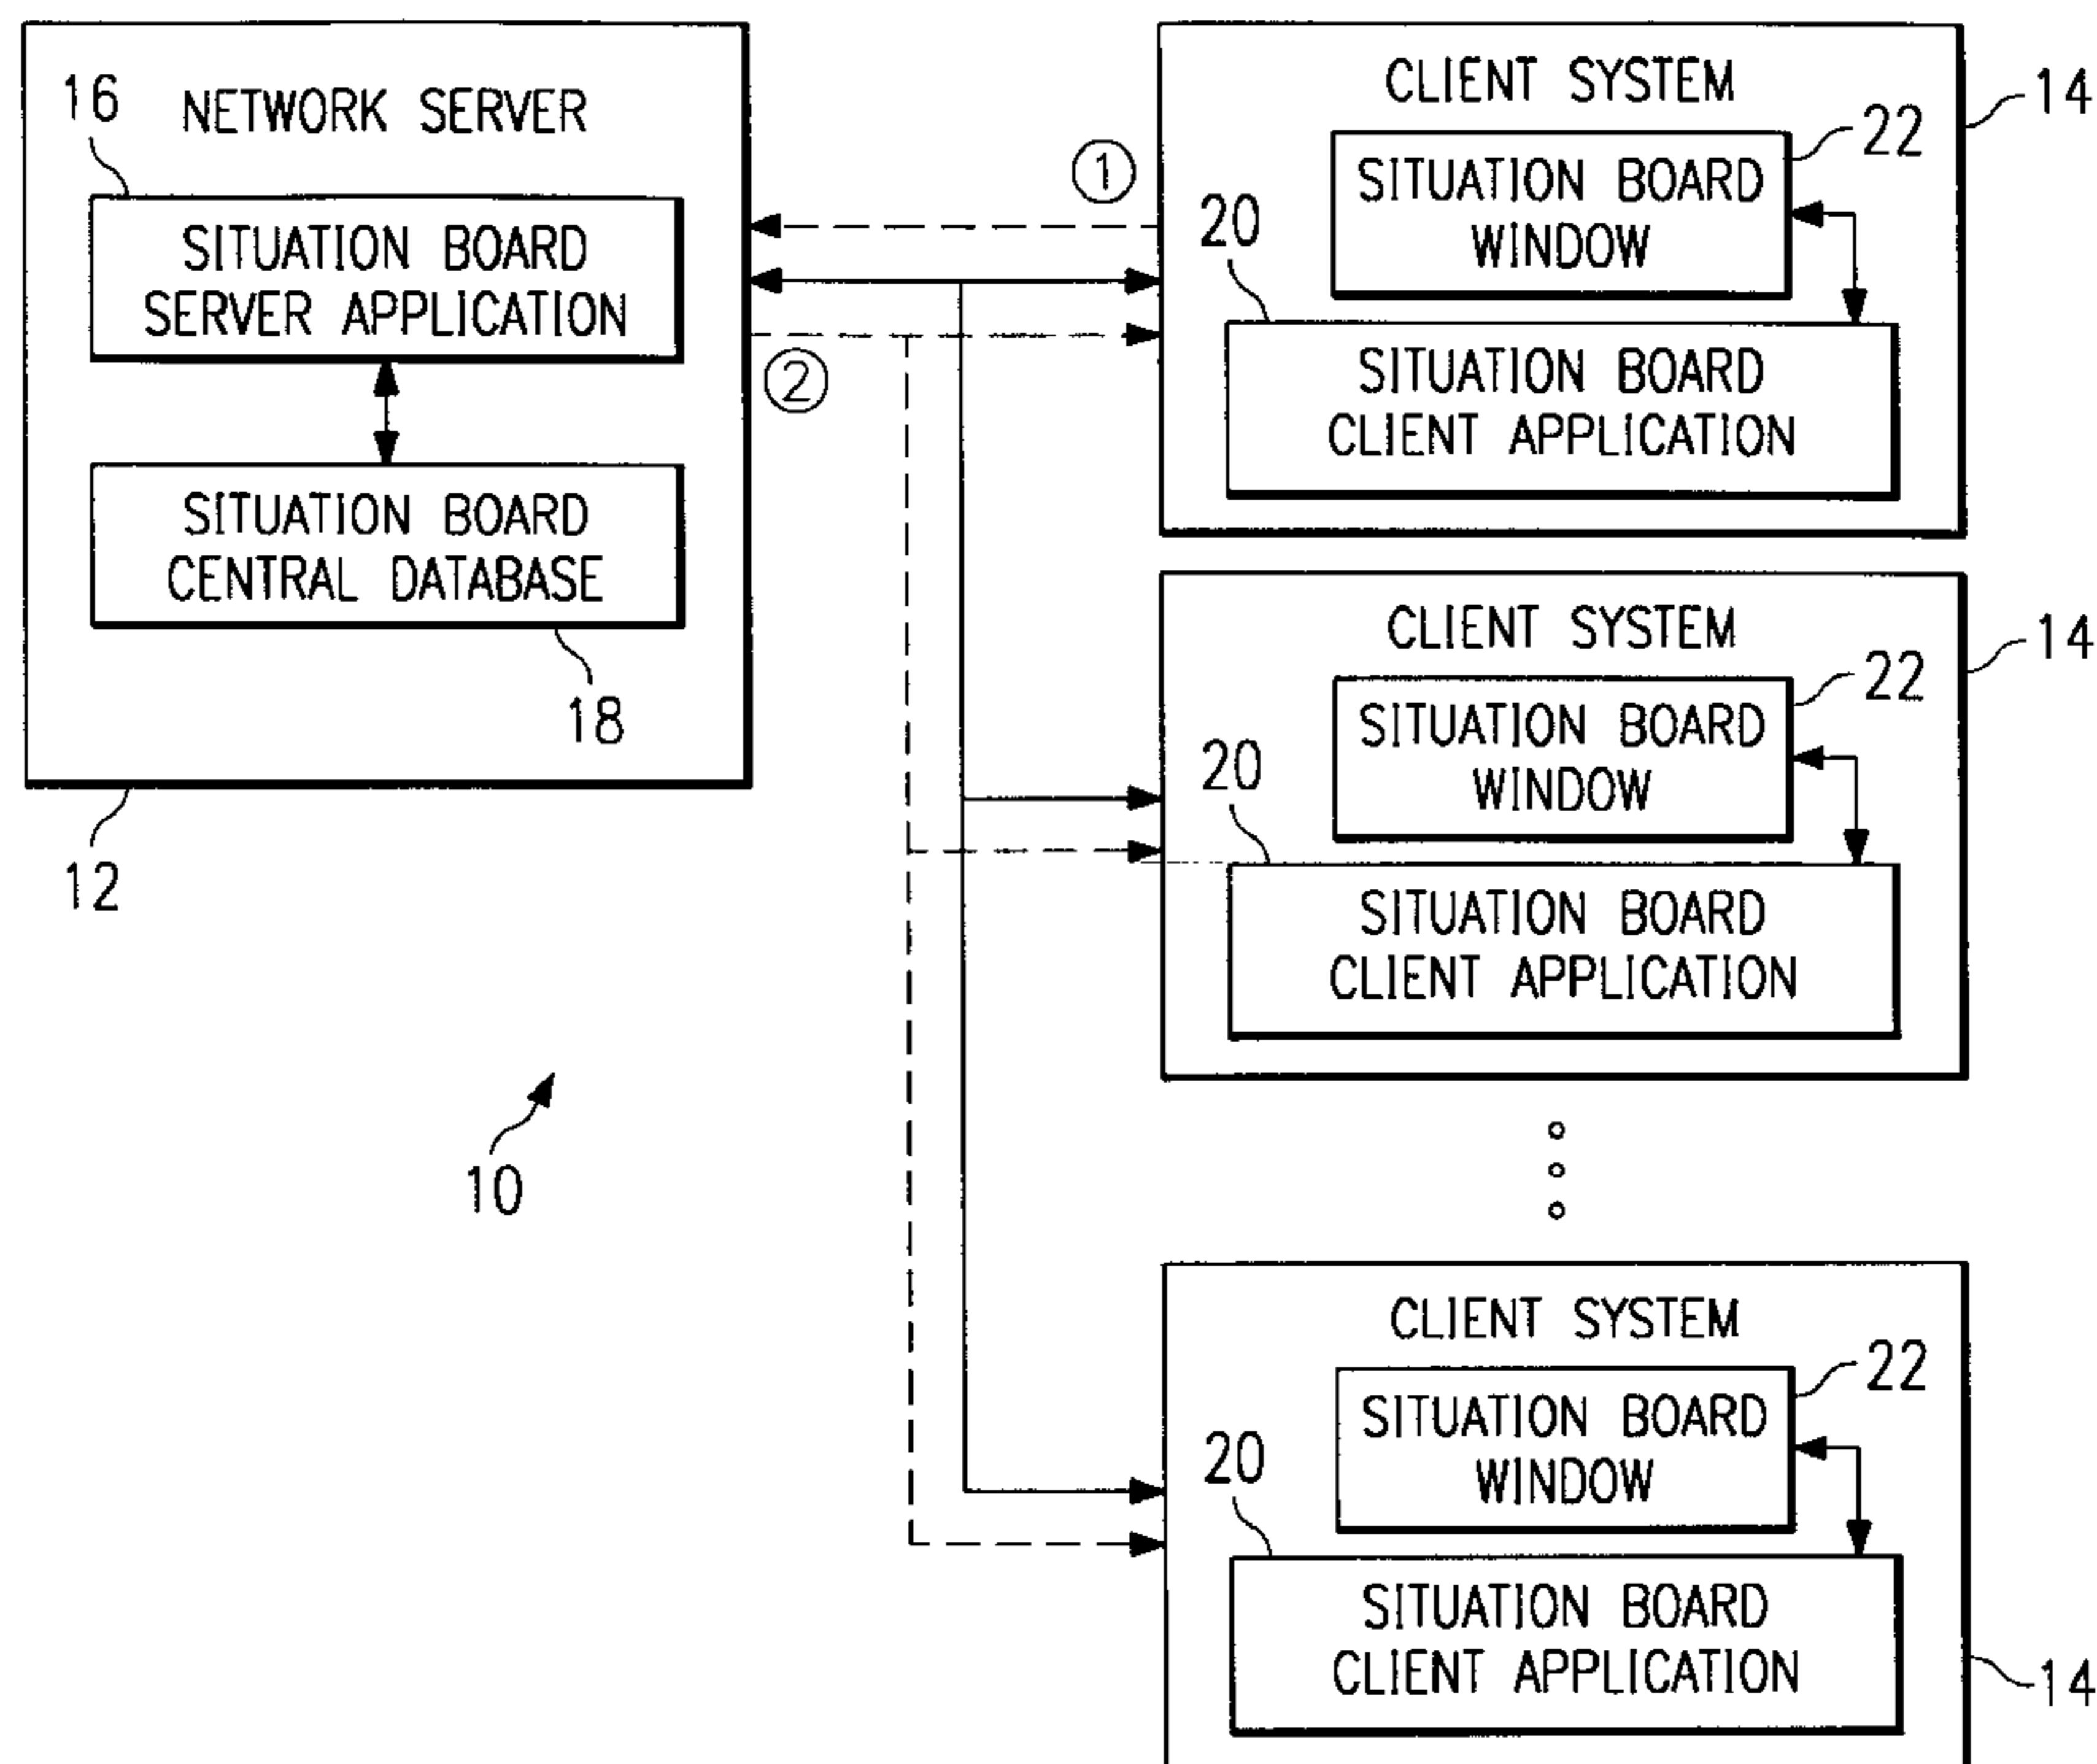 16
NETWORK SERVER
SITUATION BOARD
SERVER APPLICATION
SITUATION BOARD
CENTRAL DATABASE
18
12
10
1
2
CLIENT SYSTEM
14
22
SITUATION BOARD
WINDOW
20
SITUATION BOARD
CLIENT APPLICATION
CLIENT SYSTEM
14
22
SITUATION BOARD
WINDOW
20
SITUATION BOARD
CLIENT APPLICATION
CLIENT SYSTEM
22
SITUATION BOARD
WINDOW
20
SITUATION BOARD
CLIENT APPLICATION
14